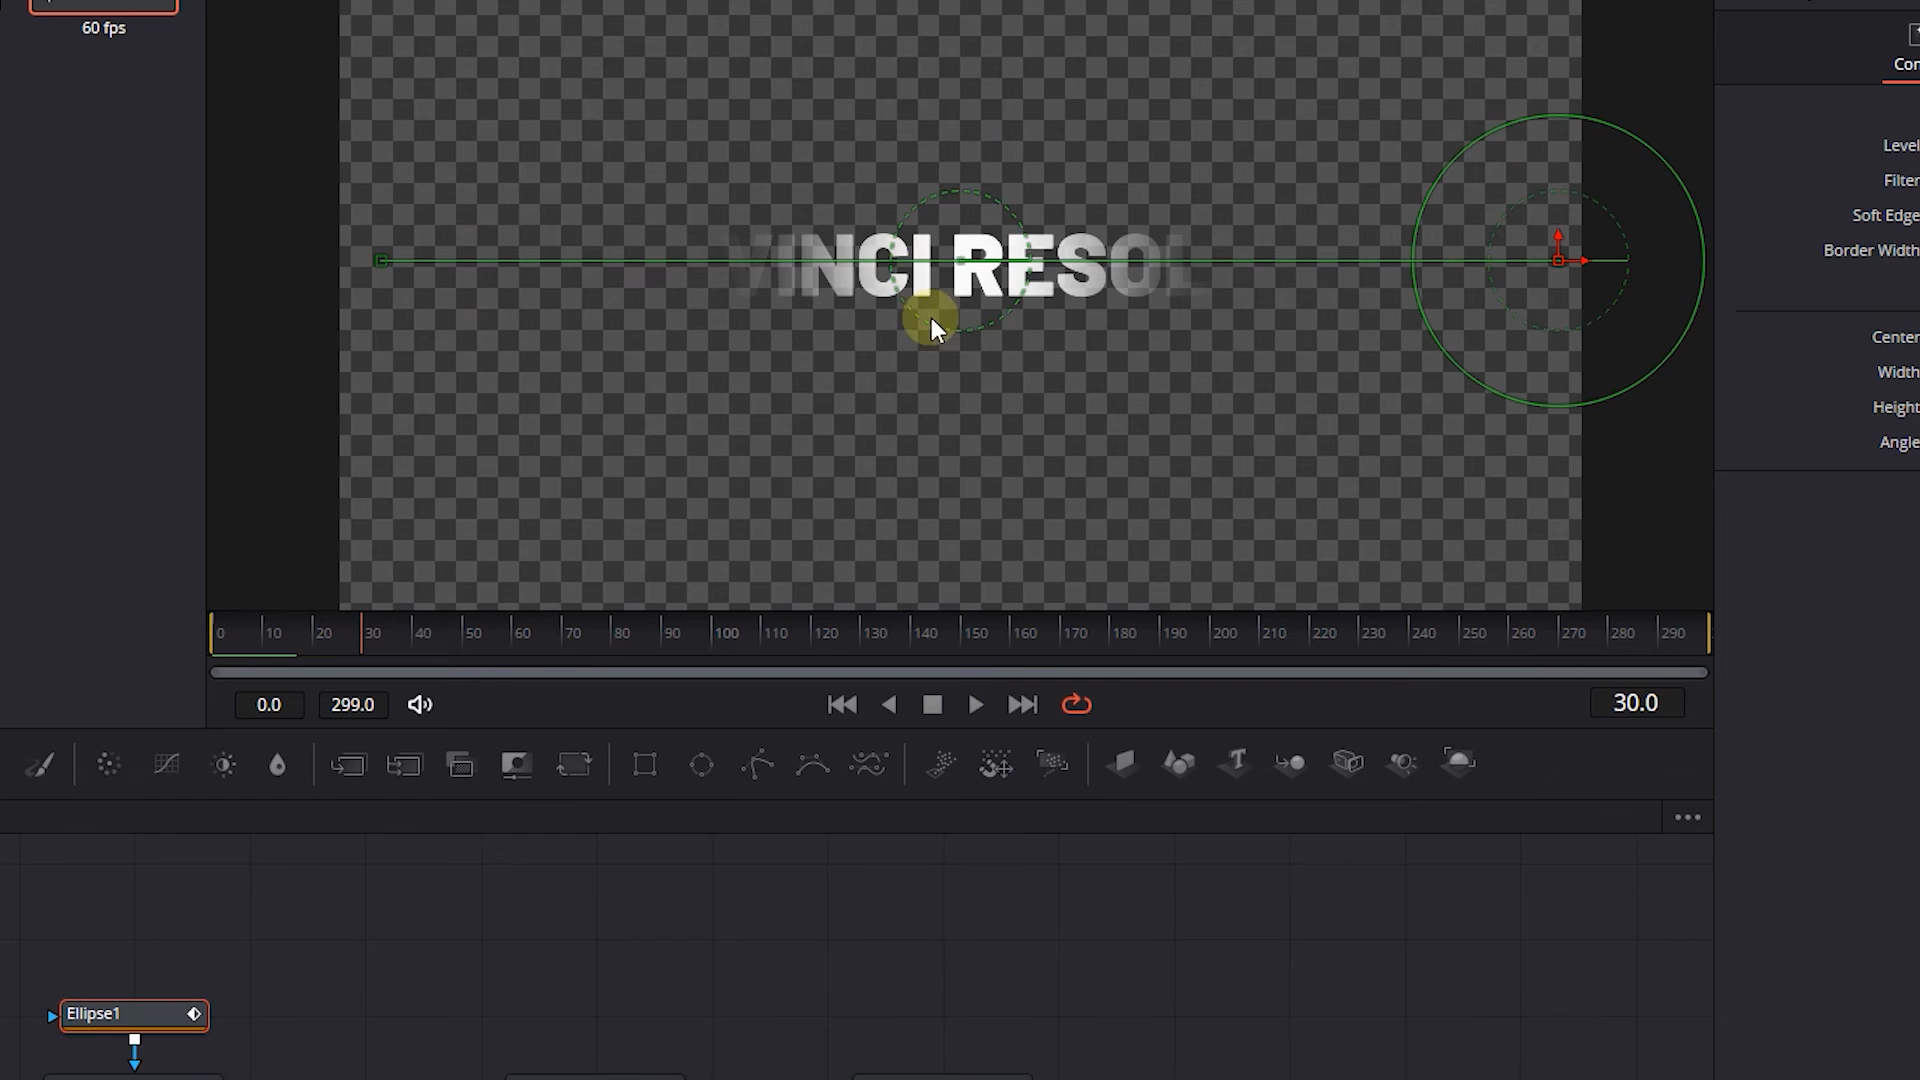 60 fps
Con
Level
Filter
Soft Edge
Border Width
VINCI RESOL
Center
Width
Height
Angle
0 10 20 30 40 50 60 70 80 90 100 110 120 130 140 150 160 170 180 190 200 210 220 230 240 250 260 270 280 290
0.0 299.0 30.0
Ellipse1